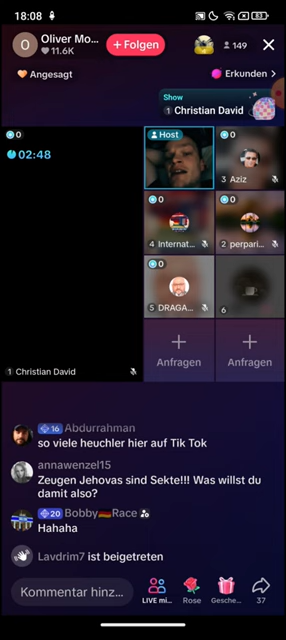 18:08
83
O
Oliver Mo...
11.6K
+ Folgen
149
Angesagt
Erkunden >
Show
1 Christian David
0
02:48
Host
0
3 Aziz
0
4 Internat...
0
2 perpari...
0
5 DRAGA...
6
Anfragen
Anfragen
1 Christian David
16 Abdurrahman
so viele heuchler hier auf Tik Tok
annawenzel15
Zeugen Jehovas sind Sekte!!! Was willst du
damit also?
20 Bobby🇩🇪Race
Hahaha
Lavdrim7 ist beigetreten
Kommentar hinz...
LIVE mi...
Rose
Gesche...
37